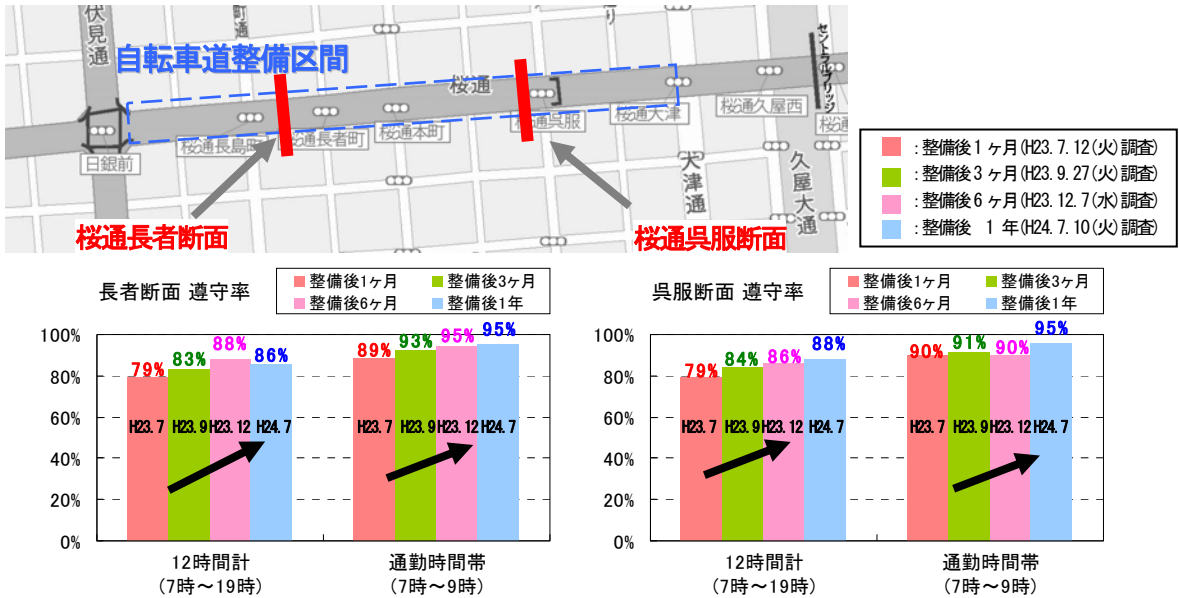 伏見通
町通
自転車道整備区間
桜通
セントラルブリッジ
桜通久屋西
桜通大津
桜通呉服
桜通本町
桜通長者町
桜通長島町
日銀前
大津通
久屋大通
桜通長者断面
桜通呉服断面
:整備後1ヶ月(H23.7.12(火)調査)
:整備後3ヶ月(H23.9.27(火)調査)
:整備後6ヶ月(H23.12.7(水)調査)
:整備後 1 年(H24.7.10(火)調査)
長者断面 遵守率
整備後1ヶ月 整備後3ヶ月
整備後6ヶ月 整備後1年
100%
80%
60%
40%
20%
0%
79% 83% 88% 86%
89% 93% 95% 95%
H23.7 H23.9 H23.12 H24.7
H23.7 H23.9 H23.12 H24.7
12時間計
(7時～19時)
通勤時間帯
(7時～9時)
呉服断面 遵守率
整備後1ヶ月 整備後3ヶ月
整備後6ヶ月 整備後1年
100%
80%
60%
40%
20%
0%
79% 84% 86% 88%
90% 91% 90% 95%
H23.7 H23.9 H23.12 H24.7
H23.7 H23.9 H23.12 H24.7
12時間計
(7時～19時)
通勤時間帯
(7時～9時)